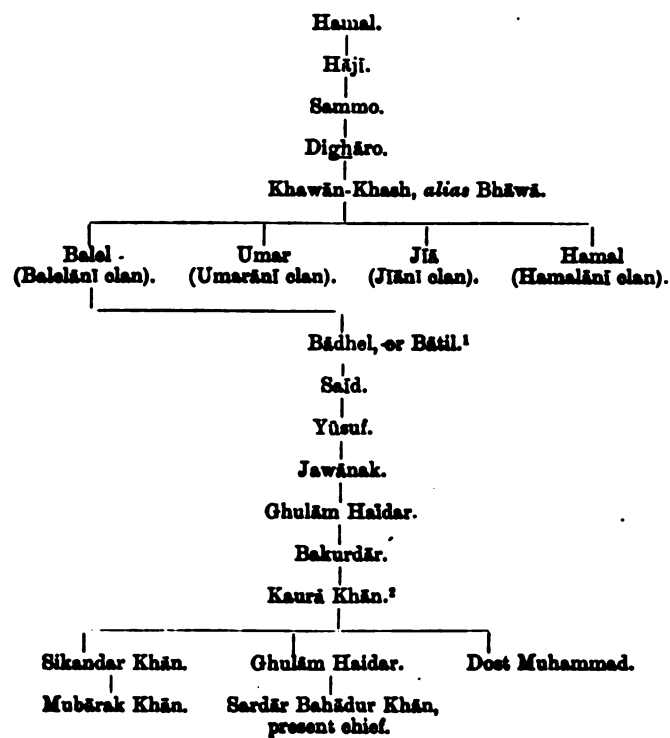 Hamal.
Hājī.
Sammo.
Dighāro.
Khawān-Khash, alias Bhāwā.
Balel Umar Jīā Hamal
(Balelānī clan). (Umarānī clan). (Jīānī clan). (Hamalānī clan).
Bādhel, or Bātil.¹
Saīd.
Yūsuf.
Jawānak.
Ghulām Haidar.
Bakurdār.
Kaurā Khān.²
Sikandar Khān. Ghulām Haidar. Dost Muhammad.
Mubārak Khān. Sardār Bahādur Khān,
present chief.